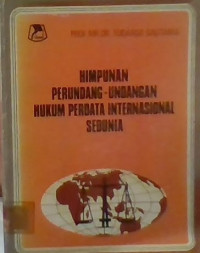 HIMPUNAN
PERUNDANG-UNDANGAN
HUKUM PERDATA INTERNASIONAL
SEDUNIA